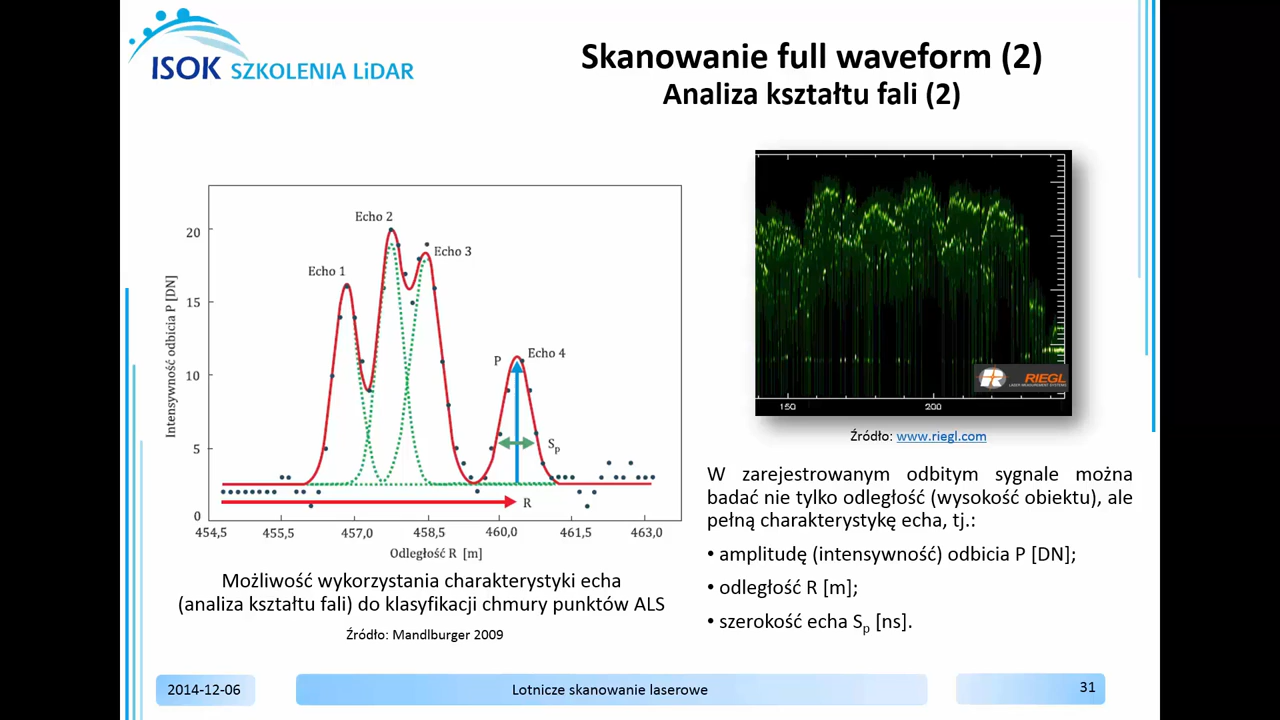 ISOK SZKOLENIA LiDAR
Skanowanie full waveform (2)
Analiza kształtu fali (2)
Intensywność odbicia P [DN]
20
15
10
5
0
Echo 1
Echo 2
Echo 3
P
Echo 4
Sp
R
454,5 455,5 457,0 458,5 460,0 461,5 463,0
Odległość R [m]
Możliwość wykorzystania charakterystyki echa
(analiza kształtu fali) do klasyfikacji chmury punktów ALS
Źródło: Mandlburger 2009
RIEGL
LASER MEASUREMENT SYSTEMS
150 200
Źródło: www.riegl.com
W zarejestrowanym odbitym sygnale można
badać nie tylko odległość (wysokość obiektu), ale
pełną charakterystykę echa, tj.:
• amplitudę (intensywność) odbicia P [DN];
• odległość R [m];
• szerokość echa Sp [ns].
2014-12-06
Lotnicze skanowanie laserowe
31